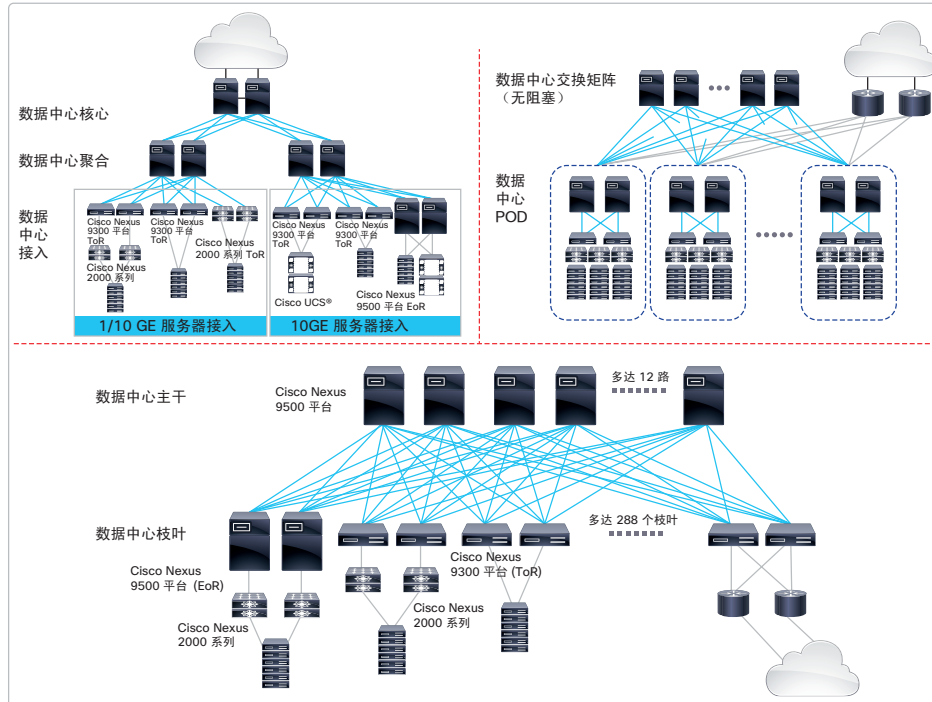 数据中心核心
数据中心聚合
数据
中心
接入
Cisco Nexus
9300 平台
ToR
Cisco Nexus
9300 平台
ToR
Cisco Nexus
2000 系列
Cisco Nexus
2000 系列 ToR
1/10 GE 服务器接入
Cisco Nexus
9300 平台
ToR
Cisco Nexus
9300 平台
ToR
Cisco UCS®
Cisco Nexus
9500 平台 EoR
10GE 服务器接入
数据中心交换矩阵
（无阻塞）
数据
中心
POD
数据中心主干
Cisco Nexus
9500 平台
多达 12 路
数据中心枝叶
多达 288 个枝叶
Cisco Nexus
9500 平台 (EoR)
Cisco Nexus
2000 系列
Cisco Nexus
9300 平台 (ToR)
Cisco Nexus
2000 系列